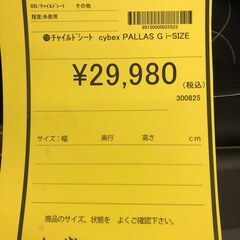 BB/チャイルドシート　その他
程度:未使用
99150000025523
チャイルドシート cybex PALLAS G i-SIZE
¥29,980
(税込)
300825
サイズ：幅　奥行　高さ　cm
商品のサイズ、状態を よくご確認下さい。